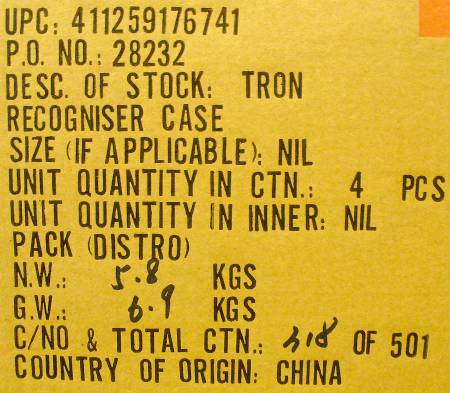 UPC: 411259176741
P.O. NO.: 28232
DESC. OF STOCK: TRON
RECOGNISER CASE
SIZE (IF APPLICABLE): NIL
UNIT QUANTITY IN CTN.: 4 PCS
UNIT QUANTITY IN INNER: NIL
PACK (DISTRO)
N.W.: 5.8 KGS
G.W.: 6.9 KGS
C/NO & TOTAL CTN.: 318 OF 501
COUNTRY OF ORIGIN: CHINA